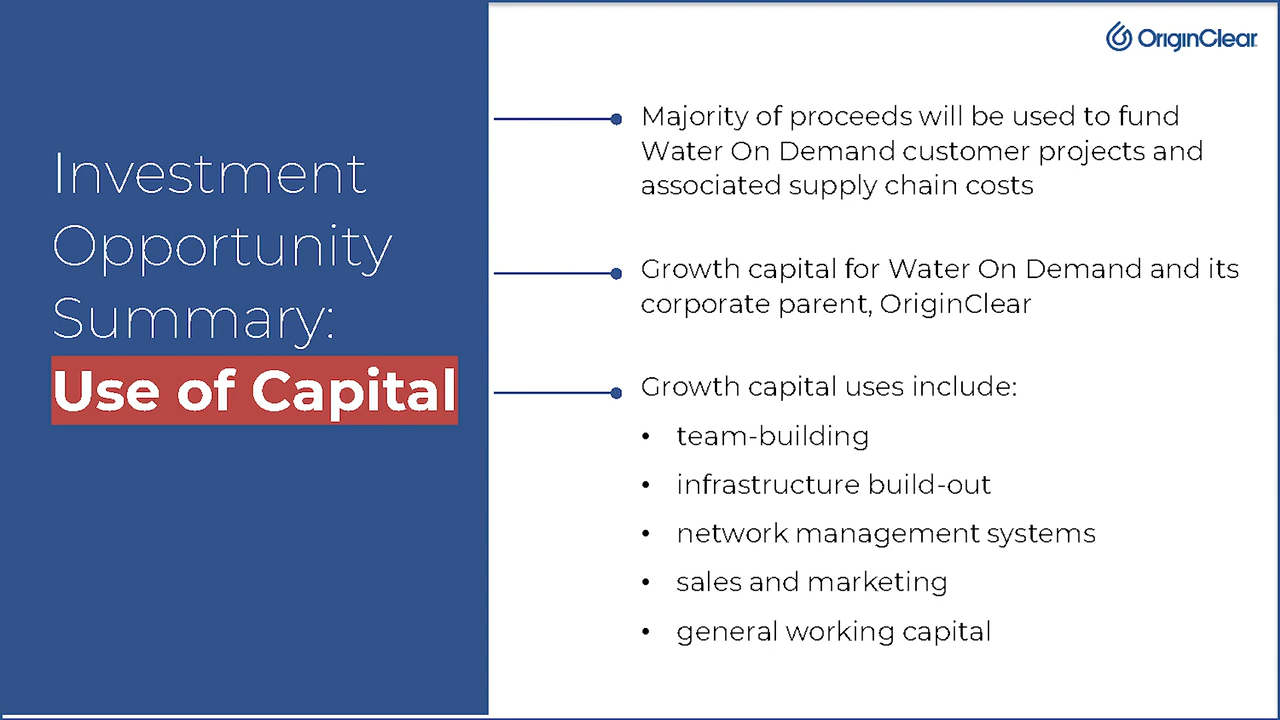 OriginClear
Investment
Opportunity
Summary:
Use of Capital
Majority of proceeds will be used to fund
Water On Demand customer projects and
associated supply chain costs
Growth capital for Water On Demand and its
corporate parent, OriginClear
Growth capital uses include:
• team-building
• infrastructure build-out
• network management systems
• sales and marketing
• general working capital